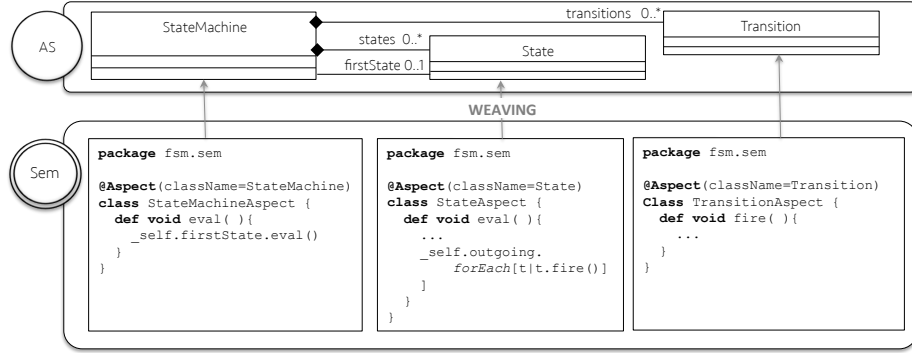 AS
StateMachine
transitions 0..*
Transition
states 0..*
State
firstState 0..1
WEAVING
Sem
package fsm.sem
@Aspect(className=StateMachine)
class StateMachineAspect {
def void eval( ){
_self.firstState.eval()
}
}
package fsm.sem
@Aspect(className=State)
class StateAspect {
def void eval( ){
...
_self.outgoing.
forEach[t|t.fire()]
]
}
}
package fsm.sem
@Aspect(className=Transition)
Class TransitionAspect {
def void fire( ){
...
}
}